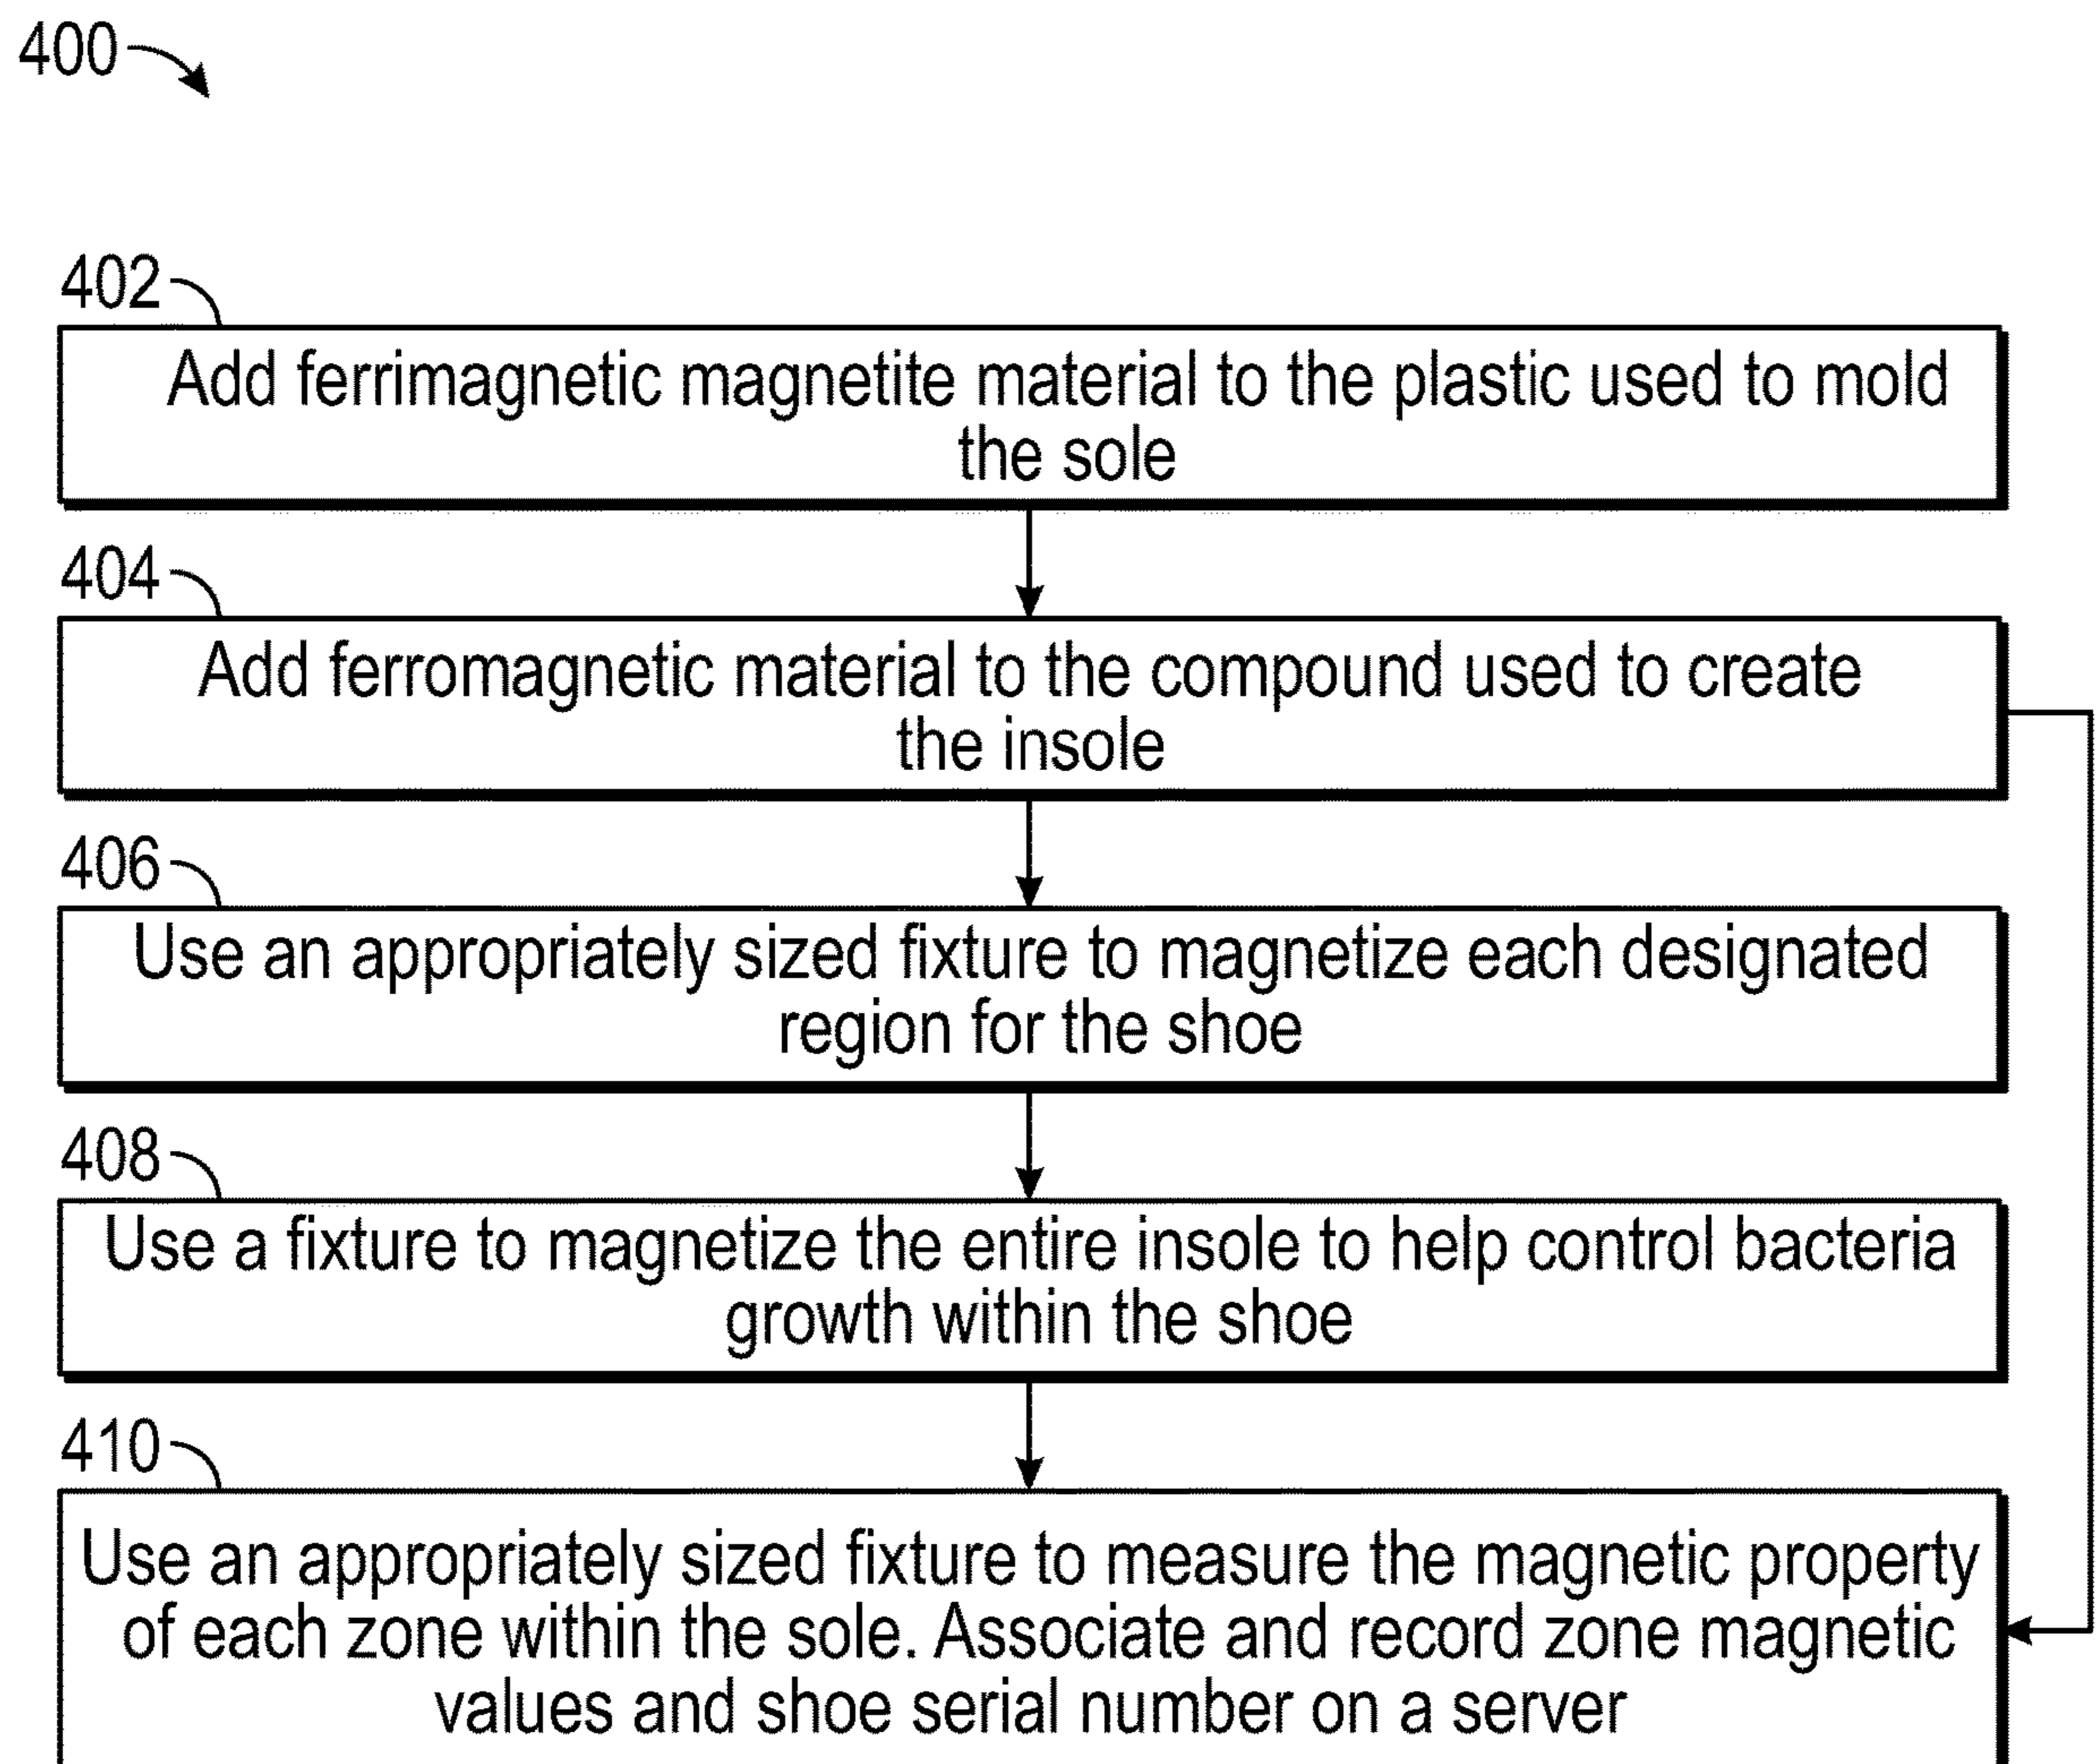 400
402
Add ferrimagnetic magnetite material to the plastic used to mold
the sole
404
Add ferromagnetic material to the compound used to create
the insole
406
Use an appropriately sized fixture to magnetize each designated
region for the shoe
408
Use a fixture to magnetize the entire insole to help control bacteria
growth within the shoe
410
Use an appropriately sized fixture to measure the magnetic property
of each zone within the sole. Associate and record zone magnetic
values and shoe serial number on a server